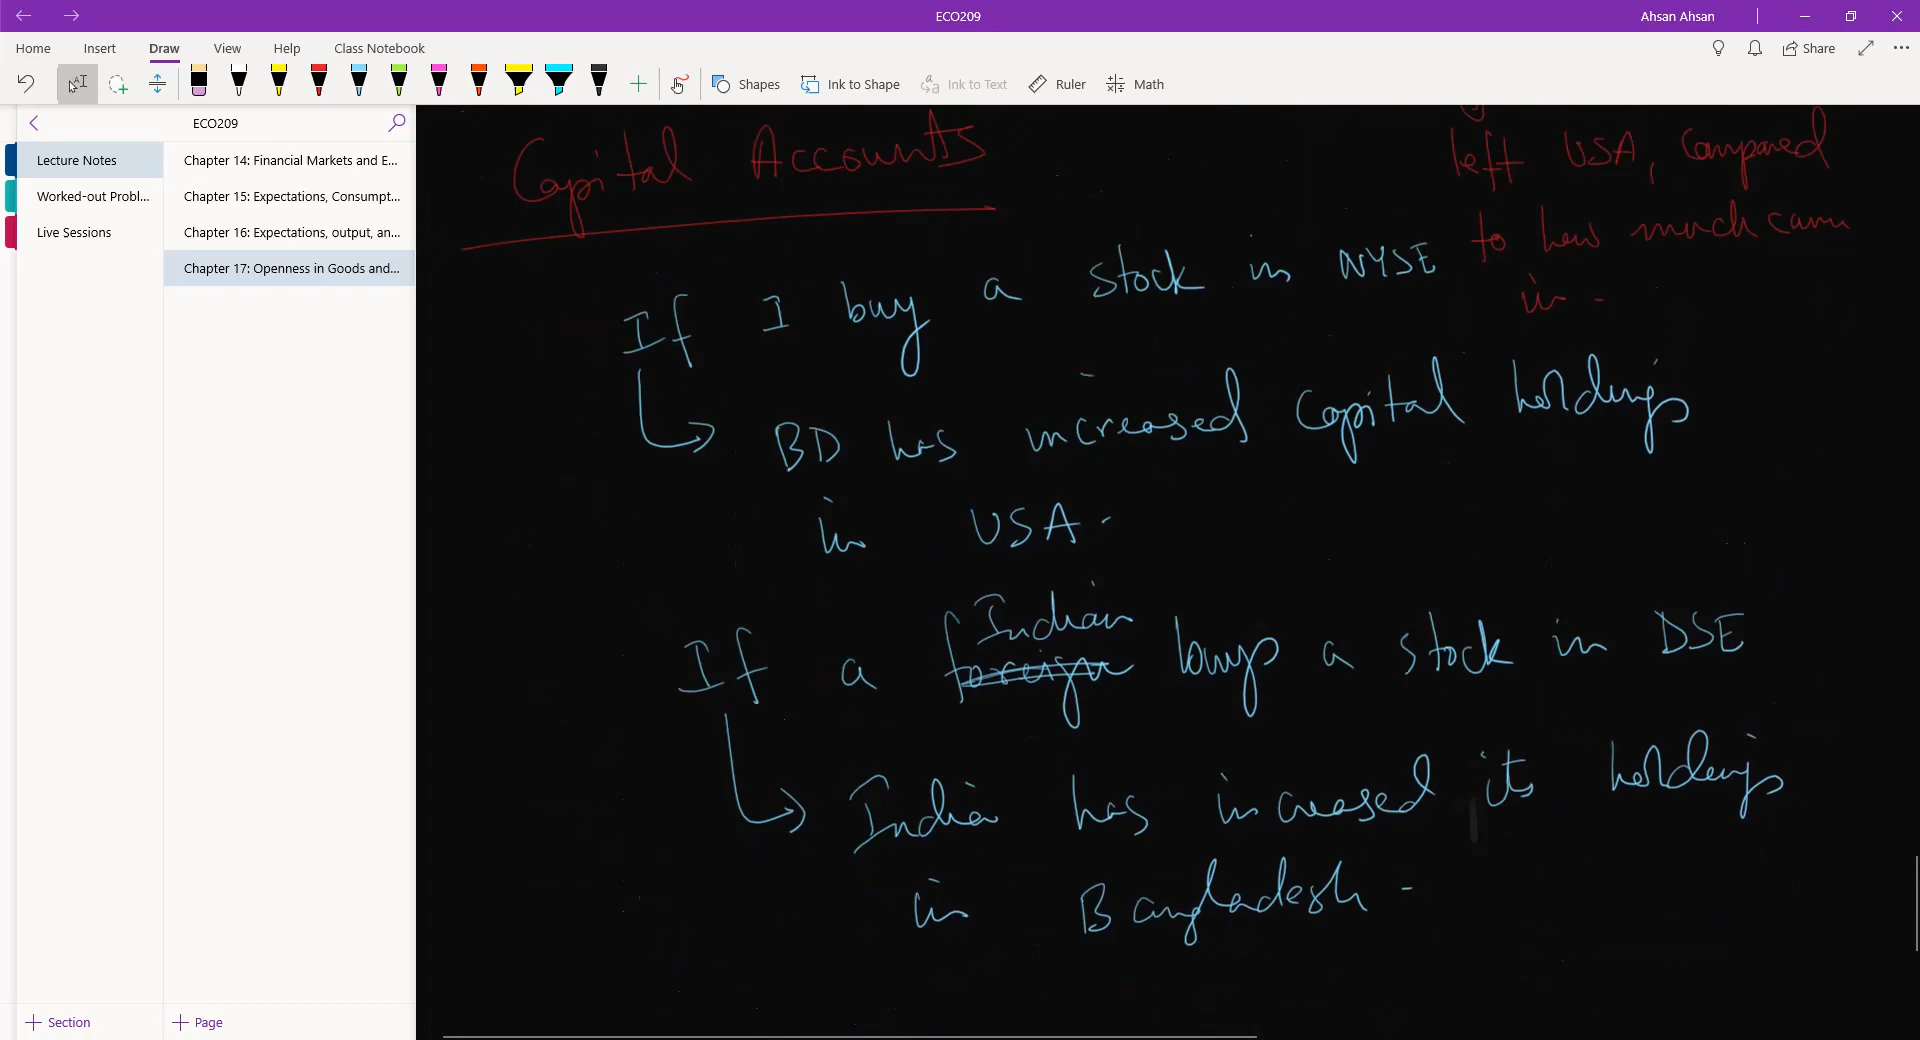 ECO209
Ahsan Ahsan
Home Insert Draw View Help Class Notebook
Share
Shapes Ink to Shape Ink to Text Ruler Math
ECO209
Lecture Notes
Worked-out Probl...
Live Sessions
Chapter 14: Financial Markets and E...
Chapter 15: Expectations, Consumpt...
Chapter 16: Expectations, output, an...
Chapter 17: Openness in Goods and...
Capital Accounts
left USA, compared
to how much came
in.
If I buy a stock in NYSE
BD has increased capital holdings
in USA.
If a foreign Indian buys a stock in DSE
India has increased its holdings
in Bangladesh.
Section
Page